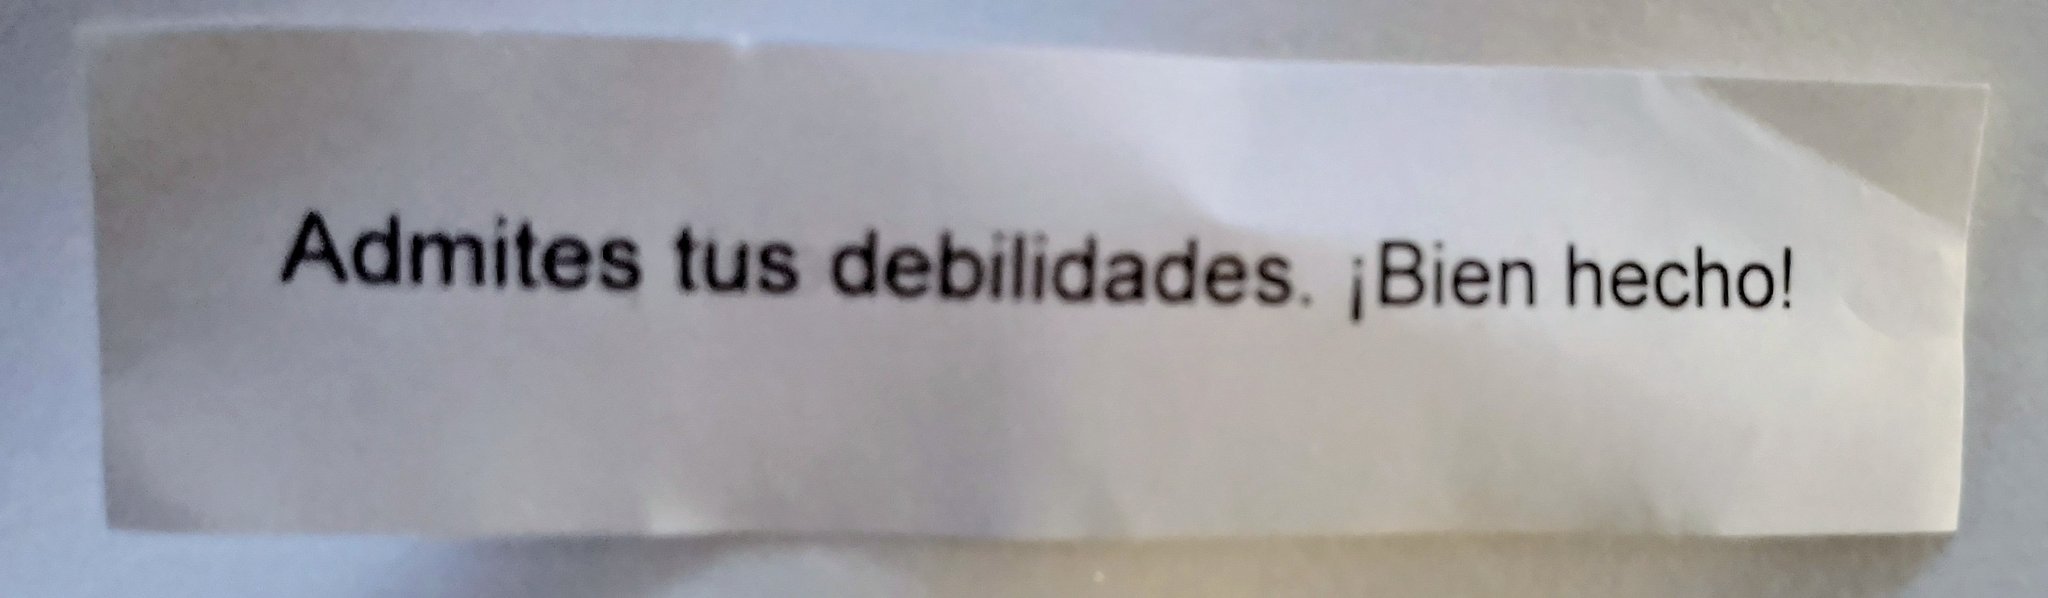 Admites tus debilidades. ¡Bien hecho!